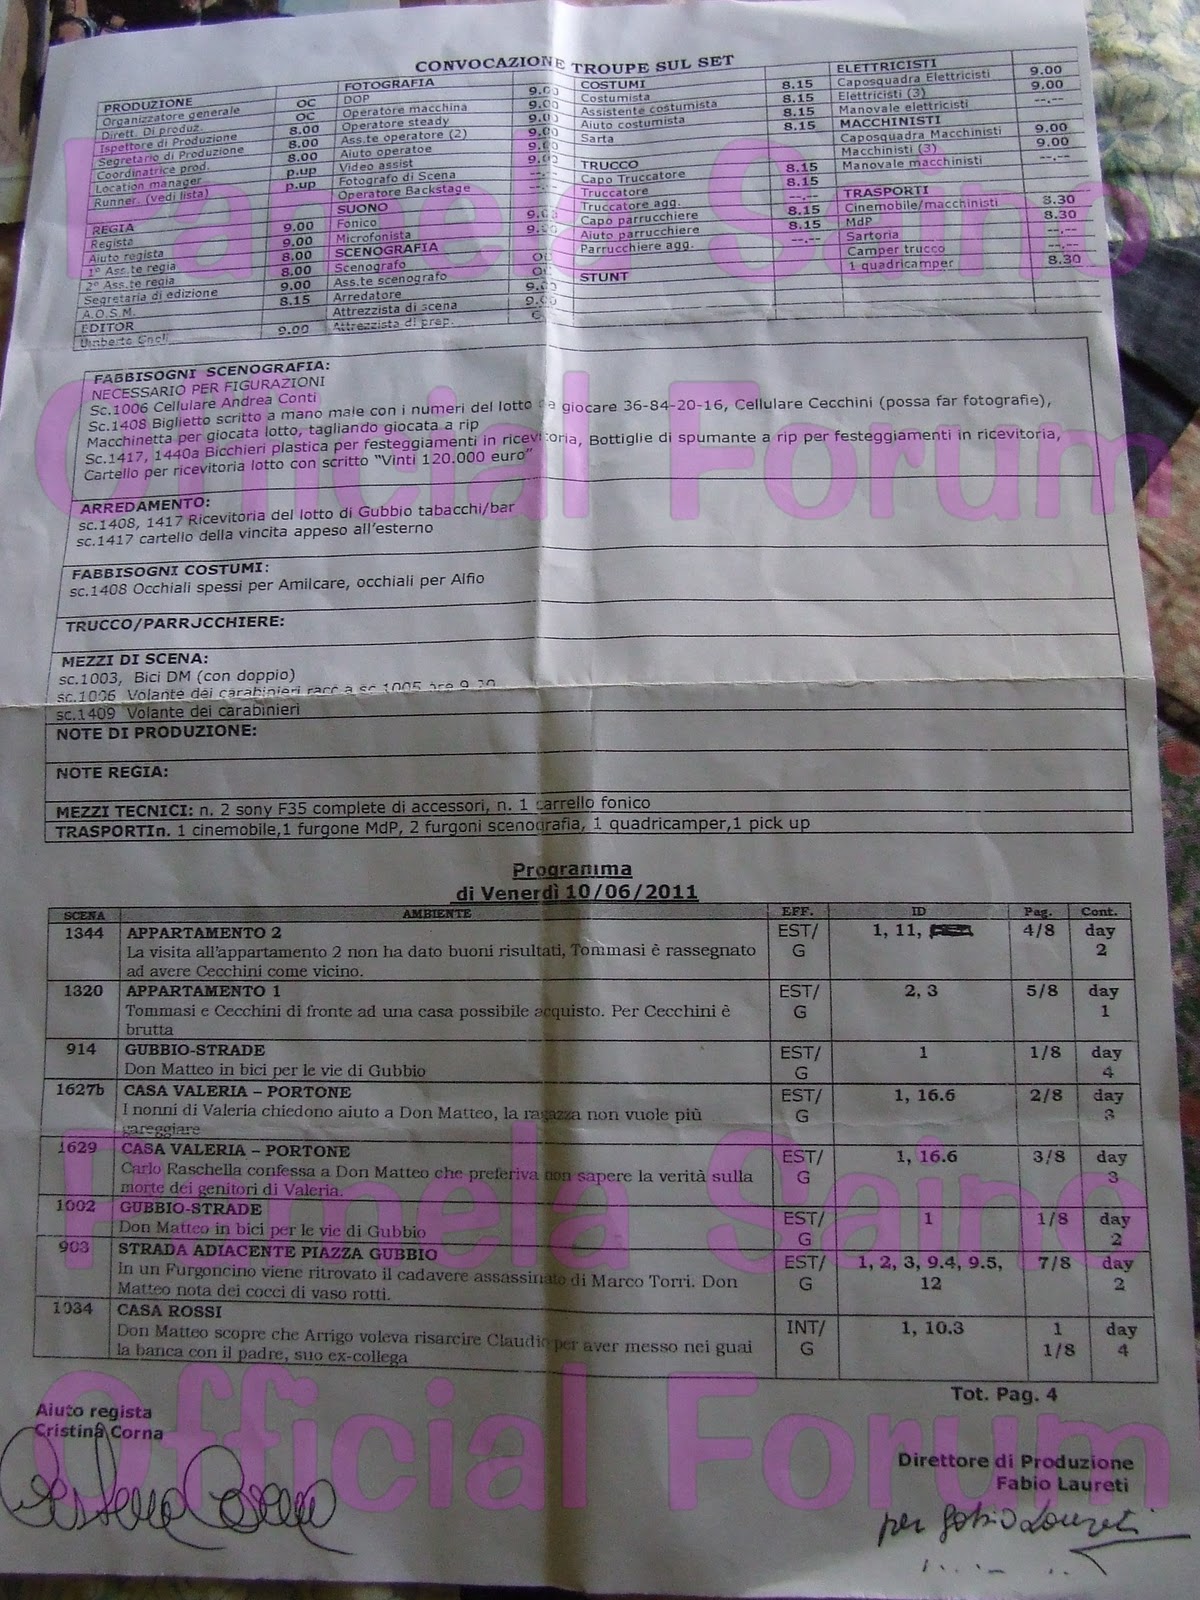 CONVOCAZIONE TROUPE SUL SET
PRODUZIONE
Organizzatore generale OC
Dirett. Di produz. OC
Ispettore di Produzione 8.00
Segretario di Produzione 8.00
Coordinatrice prod. 8.00
Location manager p.up
Runner. (vedi lista) p.up
REGIA
Regista 9.00
Aiuto regista 9.00
1° Ass.te regia 8.00
2° Ass.te regia 8.00
Segretaria di edizione 9.00
A.O.S.M. 8.15
EDITOR
9.00
FOTOGRAFIA
DOP
Operatore macchina
Operatore steady
Ass.te operatore (2)
Aiuto operatoe
Video assist
Fotografo di Scena
Operatore Backstage
SUONO
Fonico
Microfonista
SCENOGRAFIA
Scenografo
Ass.te scenografo
Arredatore
Attrezzista di scena
Attrezzista di prep.
COSTUMI
Costumista 8.15
Assistente costumista 8.15
Aiuto costumista 8.15
Sarta 8.15
TRUCCO
Capo Truccatore 8.15
Truccatore 8.15
Truccatore agg. --.--
Capo parrucchiere 8.15
Aiuto parrucchiere 8.15
Parrucchiere agg. --.--
STUNT
ELETTRICISTI
Caposquadra Elettricisti 9.00
Elettricisti (3) 9.00
Manovale elettricisti --.--
MACCHINISTI
Caposquadra Macchinisti 9.00
Macchinisti (3) 9.00
Manovale macchinisti --.--
TRASPORTI
Cinemobile/macchinisti 8.30
MdP 8.30
Sartoria --.--
Camper trucco --.--
1 quadricamper 8.30
FABBISOGNI SCENOGRAFIA:
NECESSARIO PER FIGURAZIONI
Sc.1006 Cellulare Andrea Conti
Sc.1408 Biglietto scritto a mano male con i numeri del lotto giocare 36-84-20-16, Cellulare Cecchini (possa far fotografie),
Macchinetta per giocata lotto, tagliando giocata a rip
Sc.1417, 1440a Bicchieri plastica per festeggiamenti in ricevitoria, Bottiglie di spumante a rip per festeggiamenti in ricevitoria,
Cartello per ricevitoria lotto con scritto "Vinti 120.000 euro"
ARREDAMENTO:
sc.1408, 1417 Ricevitoria del lotto di Gubbio tabacchi/bar
sc.1417 cartello della vincita appeso all'esterno
FABBISOGNI COSTUMI:
sc.1408 Occhiali spessi per Amilcare, occhiali per Alfio
TRUCCO/PARRUCCHIERE:
MEZZI DI SCENA:
sc.1003, Bici DM (con doppio)
sc.1006 Volante dei carabinieri racc a sc 1005 ore 9.20
sc.1409 Volante dei carabinieri
NOTE DI PRODUZIONE:
NOTE REGIA:
MEZZI TECNICI: n. 2 sony F35 complete di accessori, n. 1 carrello fonico
TRASPORTIn. 1 cinemobile,1 furgone MdP, 2 furgoni scenografia, 1 quadricamper,1 pick up
Programma
di Venerdì 10/06/2011
SCENA AMBIENTE EFF. ID Pag. Cont.
1344 APPARTAMENTO 2 EST/ 1, 11, 4/8 day
La visita all'appartamento 2 non ha dato buoni risultati, Tommasi è rassegnato G 2
ad avere Cecchini come vicino.
1320 APPARTAMENTO 1 EST/ 2, 3 5/8 day
Tommasi e Cecchini di fronte ad una casa possibile acquisto. Per Cecchini è G 1
brutta
914 GUBBIO-STRADE EST/ 1 1/8 day
Don Matteo in bici per le vie di Gubbio G 4
1627b CASA VALERIA – PORTONE EST/ 1, 16.6 2/8 day
I nonni di Valeria chiedono aiuto a Don Matteo, la ragazza non vuole più G 3
gareggiare
1629 CASA VALERIA – PORTONE EST/ 1, 16.6 3/8 day
Carlo Raschella confessa a Don Matteo che preferiva non sapere la verità sulla G 3
morte dei genitori di Valeria.
1002 GUBBIO-STRADE EST/ 1 1/8 day
Don Matteo in bici per le vie di Gubbio G 2
903 STRADA ADIACENTE PIAZZA GUBBIO EST/ 1, 2, 3, 9.4, 9.5, 7/8 day
In un Furgoncino viene ritrovato il cadavere assassinato di Marco Torri. Don G 12 2
Matteo nota dei cocci di vaso rotti.
1034 CASA ROSSI INT/ 1, 10.3 1 day
Don Matteo scopre che Arrigo voleva risarcire Claudio per aver messo nei guai G 1/8 4
la banca con il padre, suo ex-collega
Tot. Pag. 4
Aiuto regista
Cristina Corna
Cristina Corna
Direttore di Produzione
Fabio Laureti
per Fabio Laureti
Pamela Saino
Official Forum
Pamela Saino
Official Forum